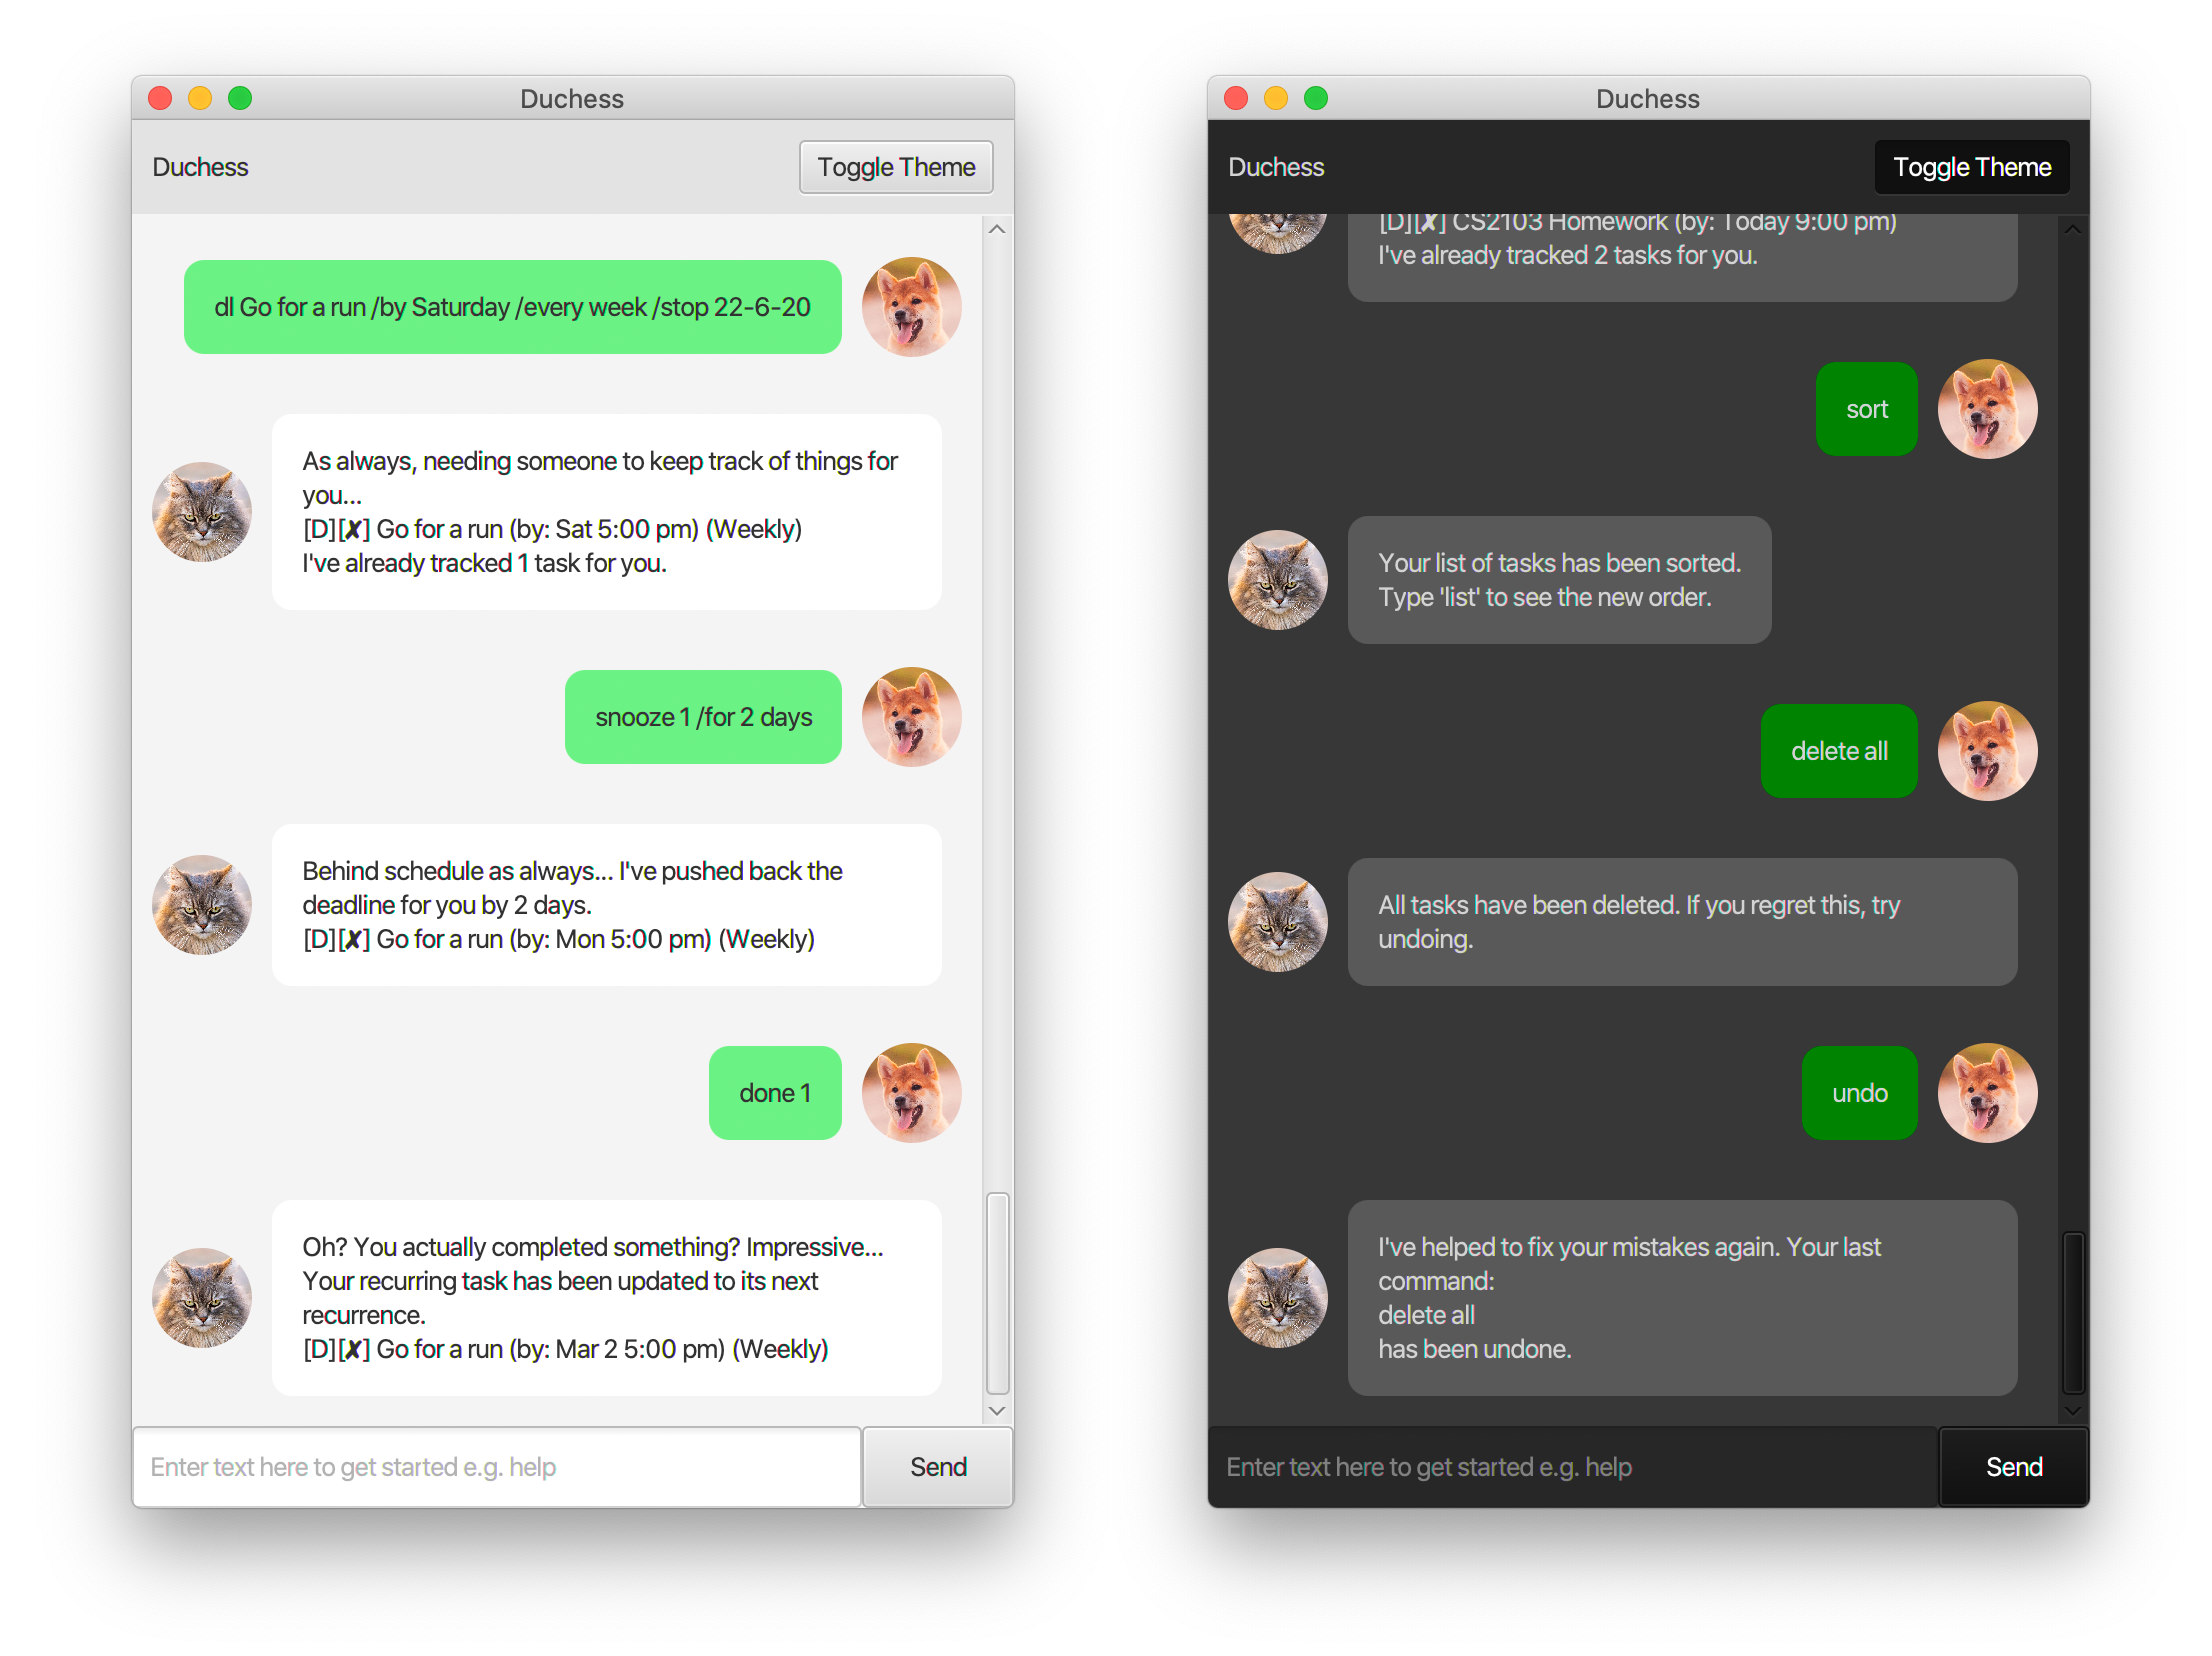 Duchess
Duchess
Toggle Theme
dl Go for a run /by Saturday /every week /stop 22-6-20
As always, needing someone to keep track of things for
you...
[D][✘] Go for a run (by: Sat 5:00 pm) (Weekly)
I've already tracked 1 task for you.
snooze 1 /for 2 days
Behind schedule as always... I've pushed back the
deadline for you by 2 days.
[D][✘] Go for a run (by: Mon 5:00 pm) (Weekly)
done 1
Oh? You actually completed something? Impressive...
Your recurring task has been updated to its next
recurrence.
[D][✘] Go for a run (by: Mar 2 5:00 pm) (Weekly)
Enter text here to get started e.g. help
Send
Duchess
Duchess
Toggle Theme
[D][✘] CS2103 Homework (by: Today 9:00 pm)
I've already tracked 2 tasks for you.
sort
Your list of tasks has been sorted.
Type 'list' to see the new order.
delete all
All tasks have been deleted. If you regret this, try
undoing.
undo
I've helped to fix your mistakes again. Your last
command:
delete all
has been undone.
Enter text here to get started e.g. help
Send